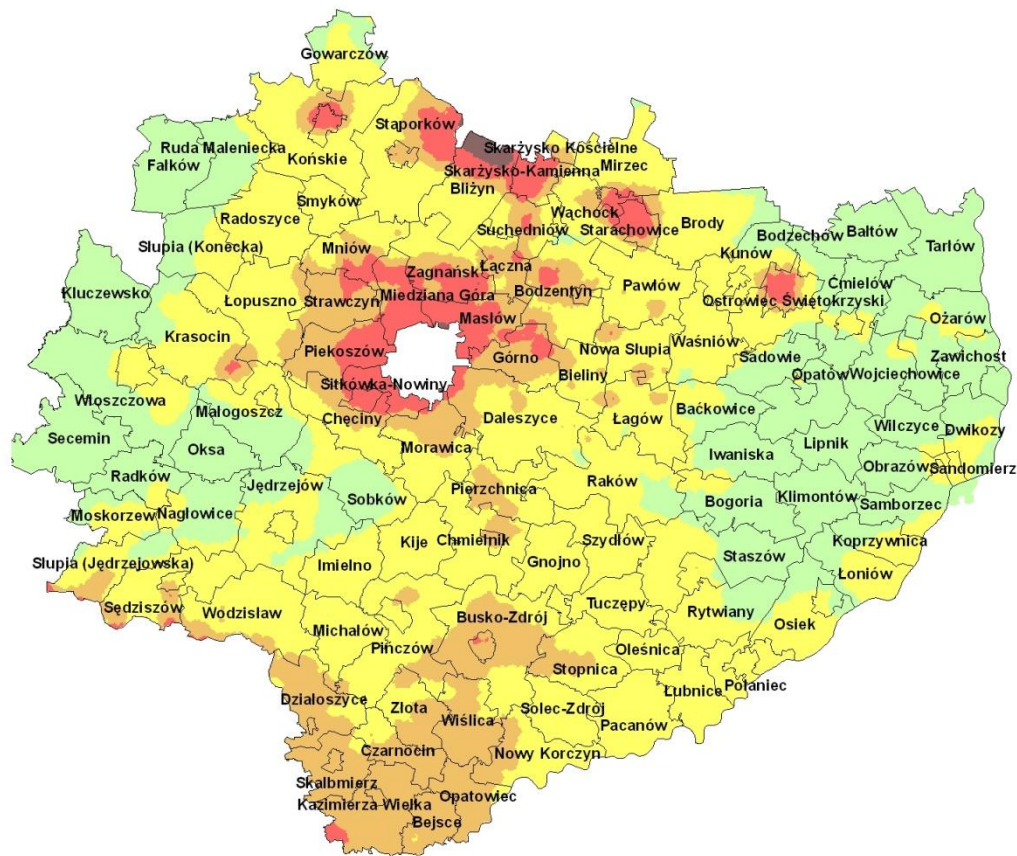 Gowarczów
Stąporków
Ruda Maleniecka
Fałków
Końskie
Skarżysko Kościelne
Mirzec
Skarżysko-Kamienna
Bliżyn
Smyków
Radoszyce
Wąchock
Starachowice
Brody
Suchedniów
Słupia (Konecka)
Mniów
Łączna
Zagnańsk
Kunów
Bodzechów
Bałtów
Tarłów
Kluczewsko
Łopuszno
Strawczyn
Miedziana Góra
Bodzentyn
Pawłów
Ostrowiec Świętokrzyski
Ćmielów
Ożarów
Masłów
Krasocin
Piekoszów
Górno
Nowa Słupia
Waśniów
Sadowie
Zawichost
Bieliny
Opatów
Wojciechowice
Sitkówka-Nowiny
Włoszczowa
Małogoszcz
Chęciny
Daleszyce
Łagów
Baćkowice
Secemin
Oksa
Morawica
Iwaniska
Lipnik
Wilczyce
Dwikozy
Radków
Jędrzejów
Sobków
Pierzchnica
Raków
Obrazów
Sandomierz
Bogoria
Klimontów
Samborzec
Moskorzew
Nagłowice
Kije
Chmielnik
Szydłów
Koprzywnica
Słupia (Jędrzejowska)
Imielno
Gnojno
Staszów
Łoniów
Sędziszów
Wodzisław
Busko-Zdrój
Tuczępy
Rytwiany
Osiek
Michałów
Pińczów
Oleśnica
Stopnica
Działoszyce
Złota
Wiślica
Solec-Zdrój
Łubnice
Połaniec
Pacanów
Czarnocin
Nowy Korczyn
Skalbmierz
Kazimierza Wielka
Opatowiec
Bejsce